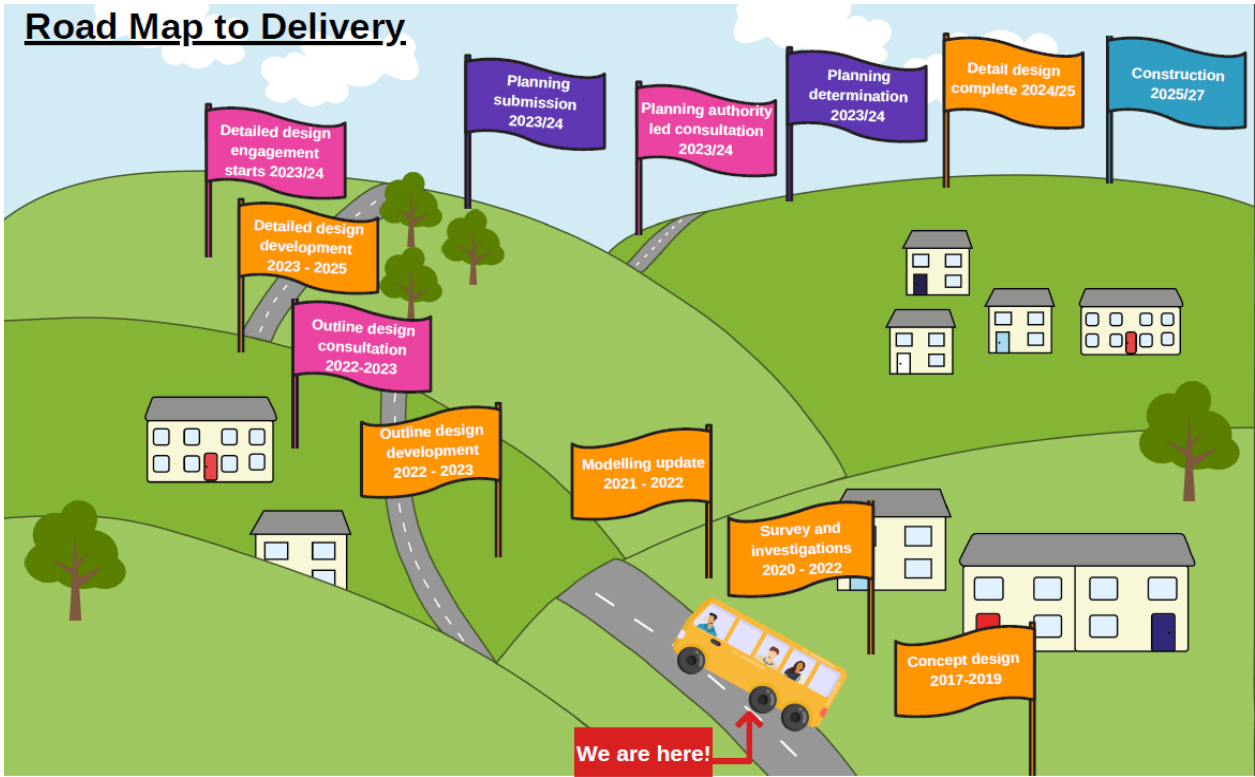 Road Map to Delivery
Detailed design
engagement
starts 2023/24
Planning
submission
2023/24
Planning authority
led consultation
2023/24
Planning
determination
2023/24
Detail design
complete 2024/25
Construction
2025/27
Detailed design
development
2023 - 2025
Outline design
consultation
2022-2023
Outline design
development
2022 - 2023
Modelling update
2021 - 2022
Survey and
investigations
2020 - 2022
Concept design
2017-2019
We are here!